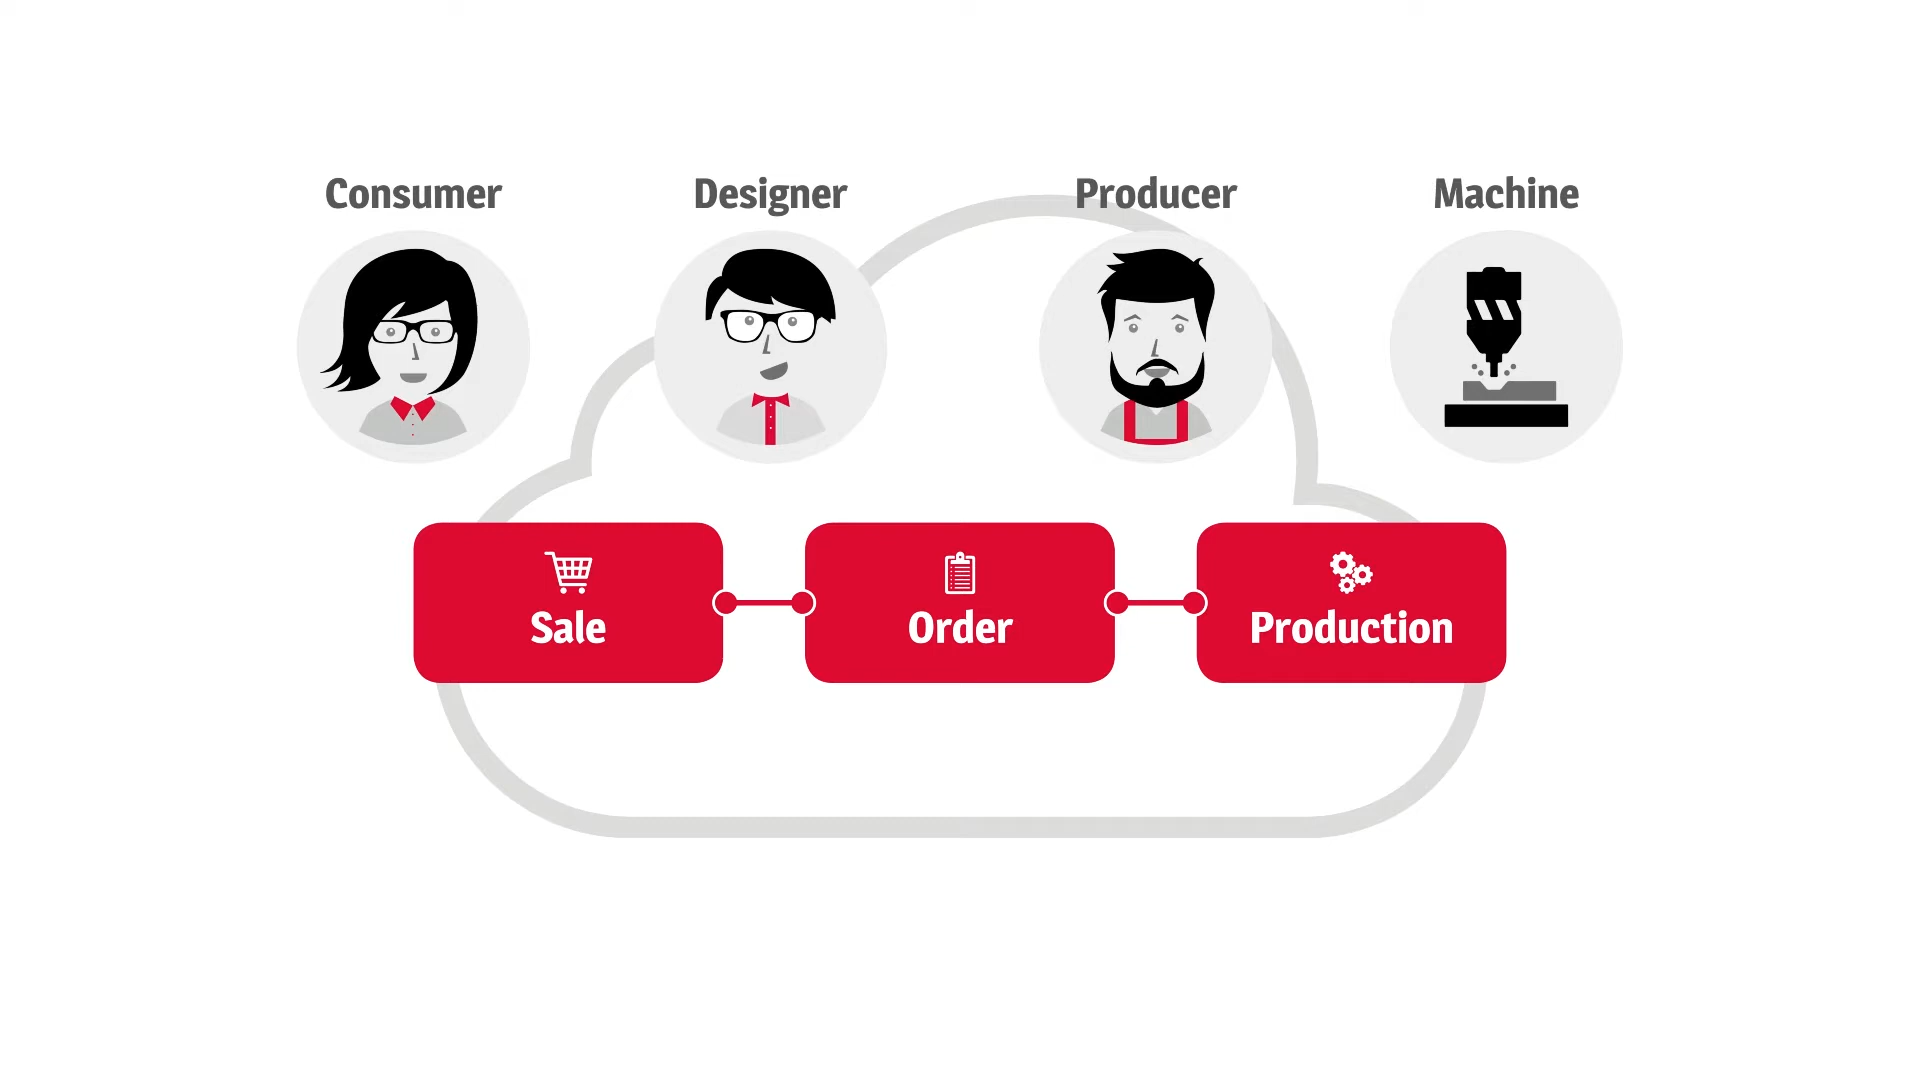 Consumer
Designer
Producer
Machine
Sale
Order
Production